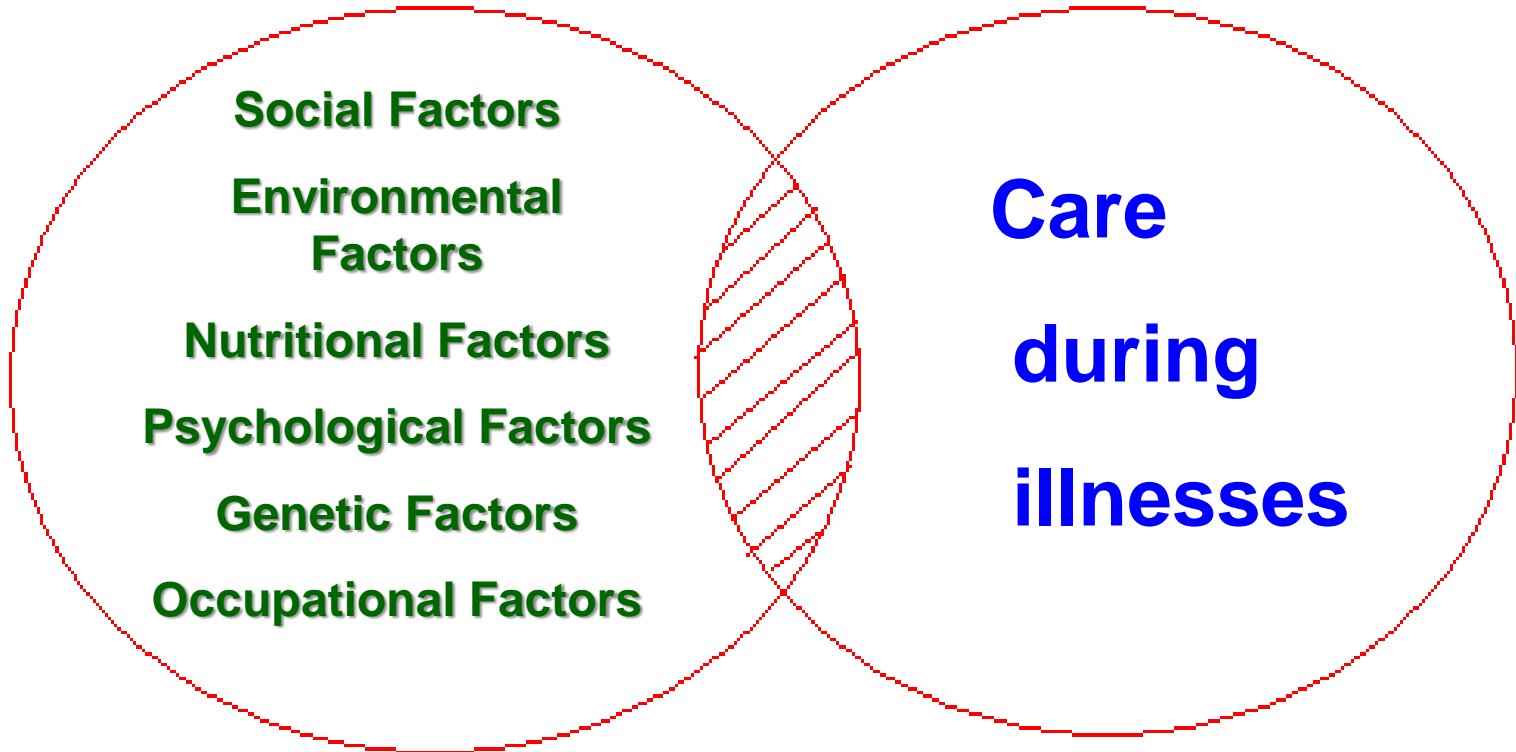 Social Factors
Environmental
Factors
Nutritional Factors
Psychological Factors
Genetic Factors
Occupational Factors
Care
during
illnesses